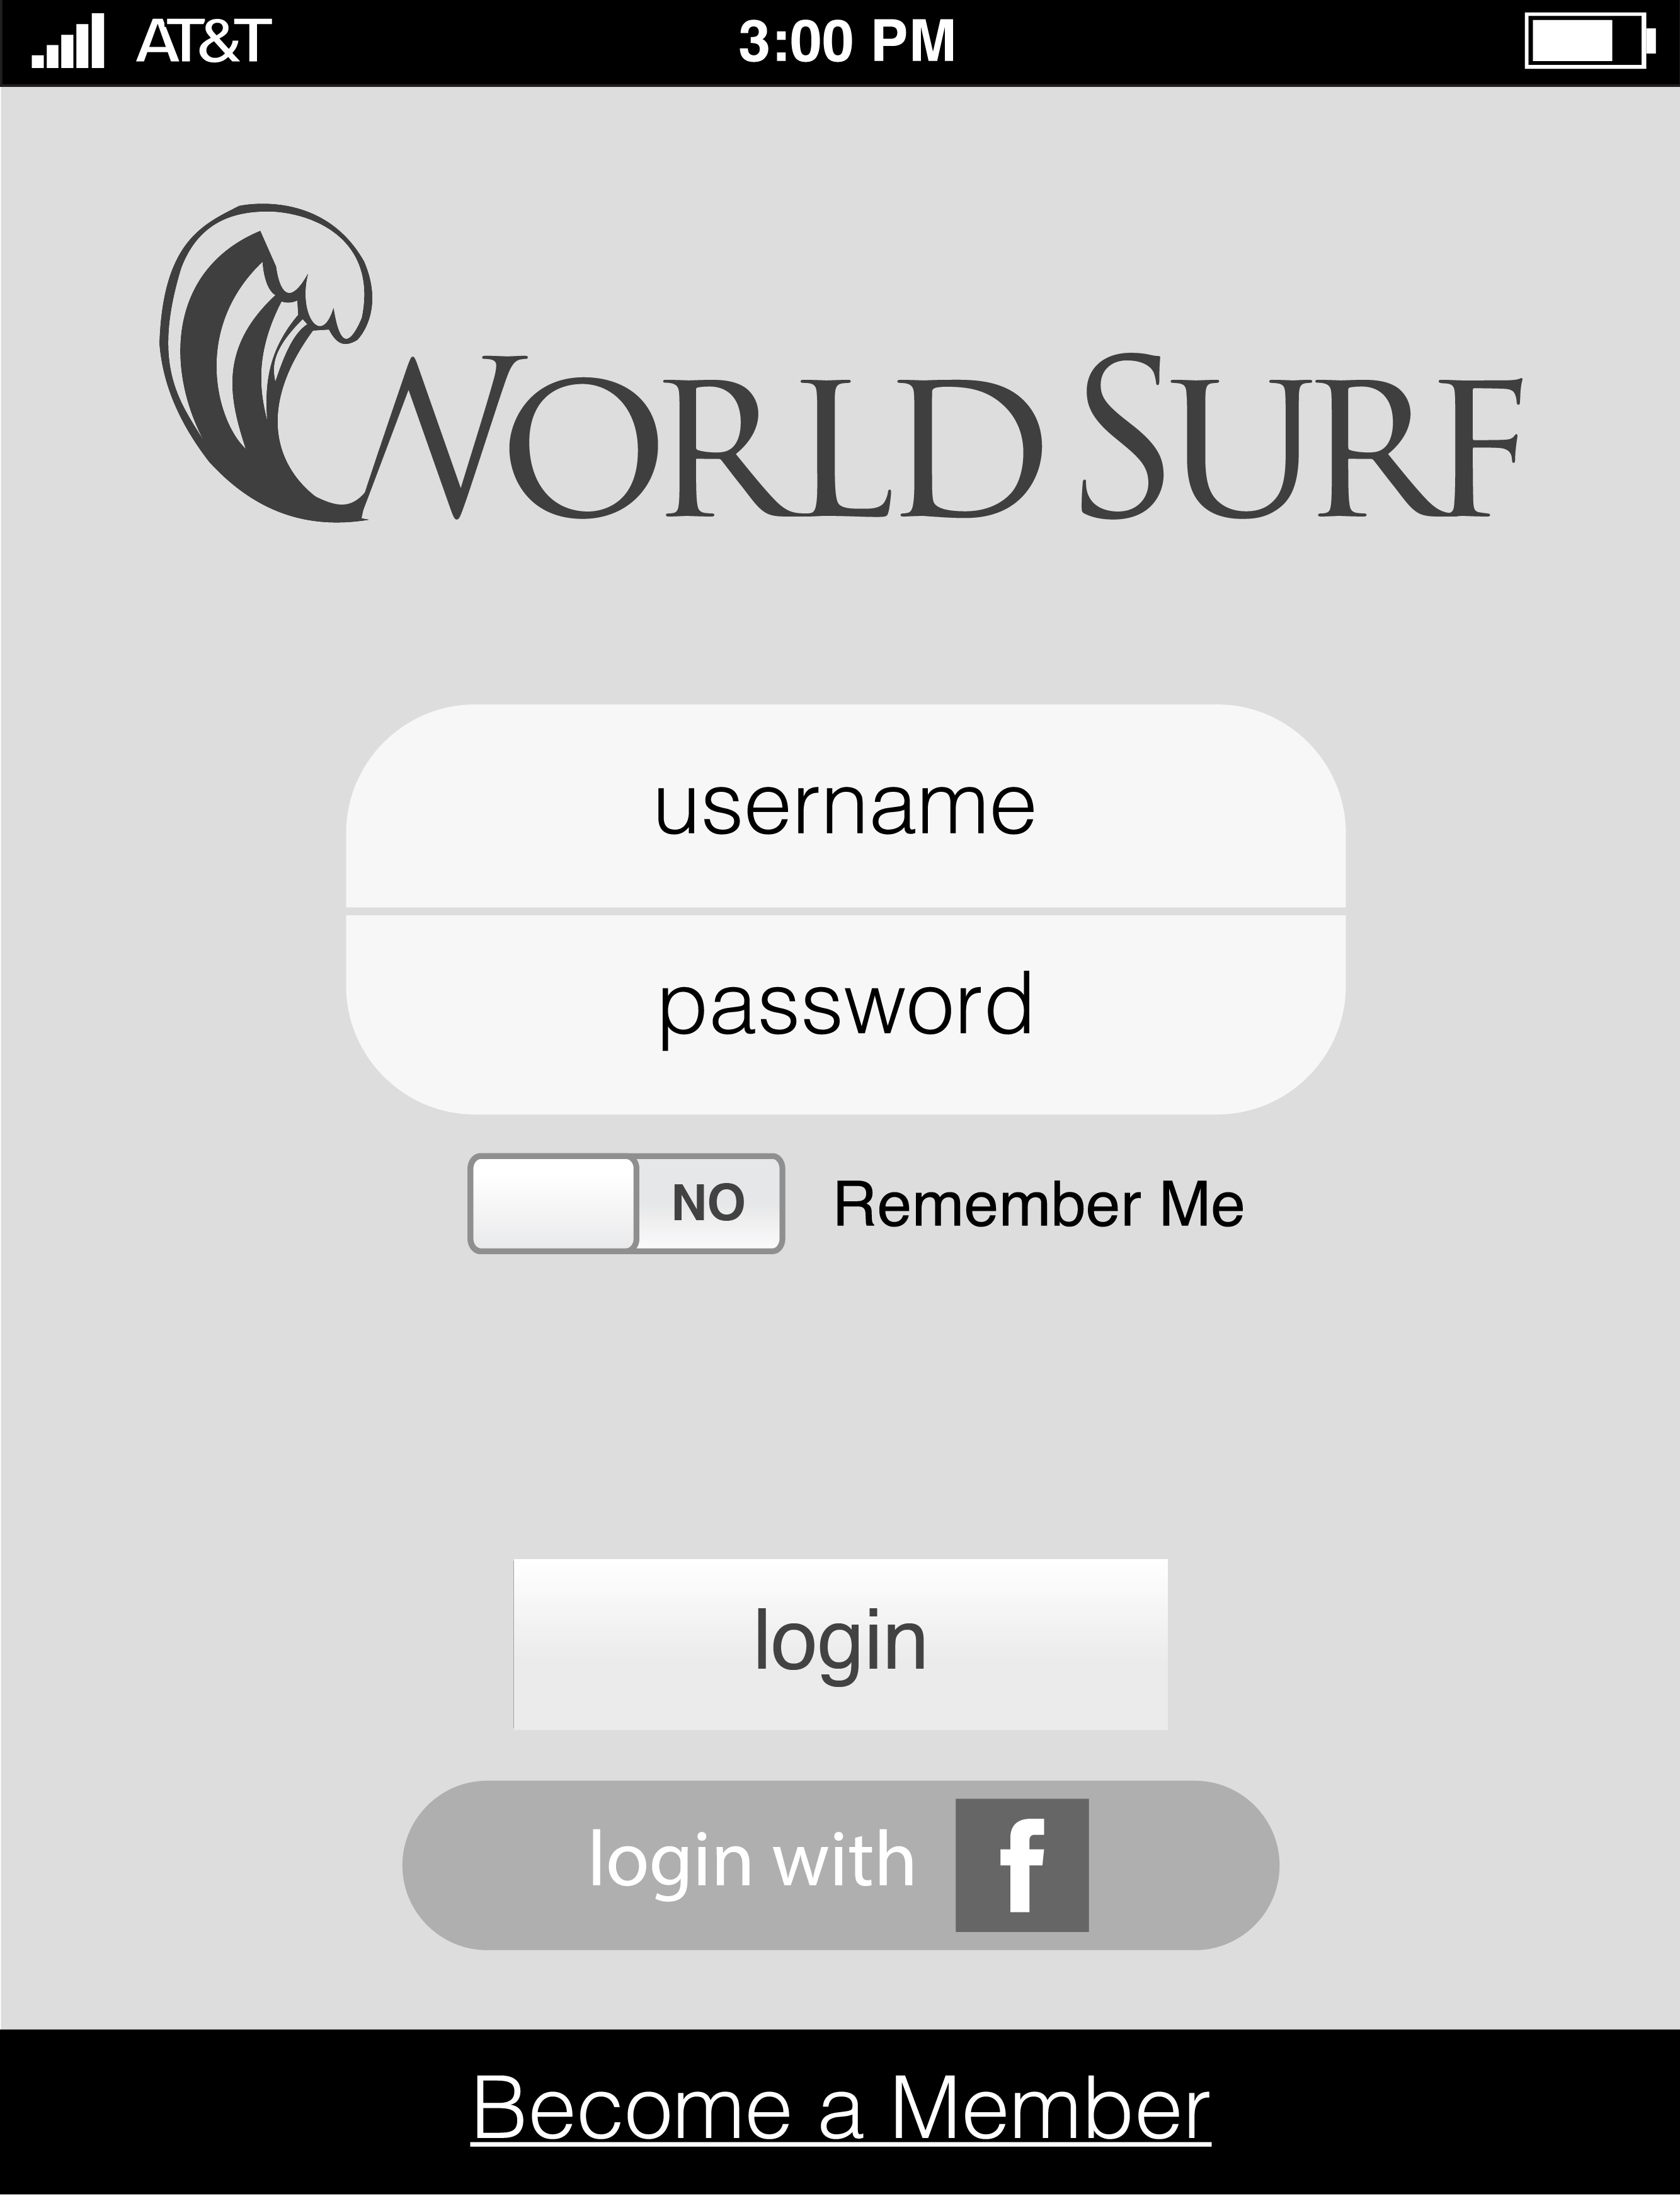 AT&T 3:00 PM
WORLD SURF
username
password
NO Remember Me
login
login with f
Become a Member